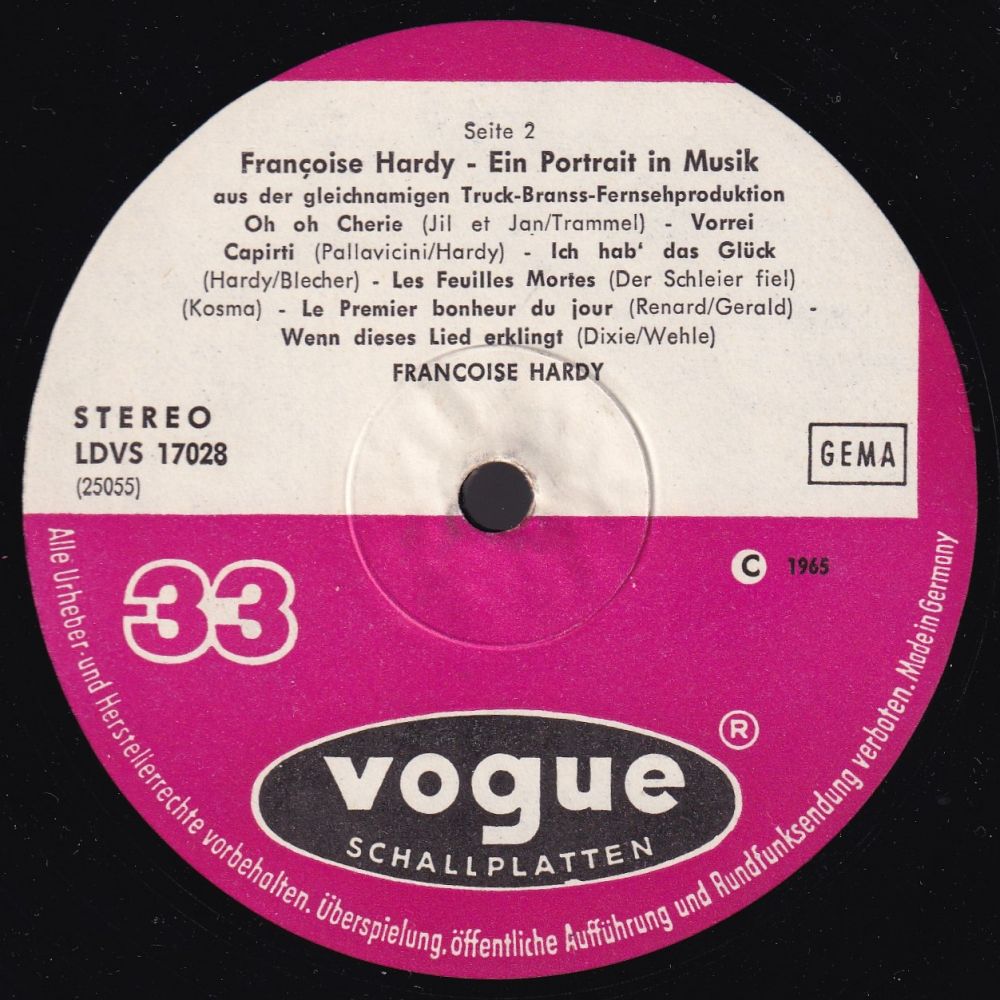 Seite 2
Françoise Hardy - Ein Portrait in Musik
aus der gleichnamigen Truck-Branss-Fernsehproduktion
Oh oh Cherie (Jil et Jan/Trammel) - Vorrei
Capirti (Pallavicini/Hardy) - Ich hab' das Glück
(Hardy/Blecher) - Les Feuilles Mortes (Der Schleier fiel)
(Kosma) - Le Premier bonheur du jour (Renard/Gerald) -
Wenn dieses Lied erklingt (Dixie/Wehle)
FRANCOISE HARDY
STEREO
LDVS 17028
(25055)
GEMA
33
C 1965
vogue ®
SCHALLPLATTEN
Alle Urheber- und Herstellerrechte vorbehalten. Überspielung, öffentliche Aufführung und Rundfunksendung verboten. Made in Germany